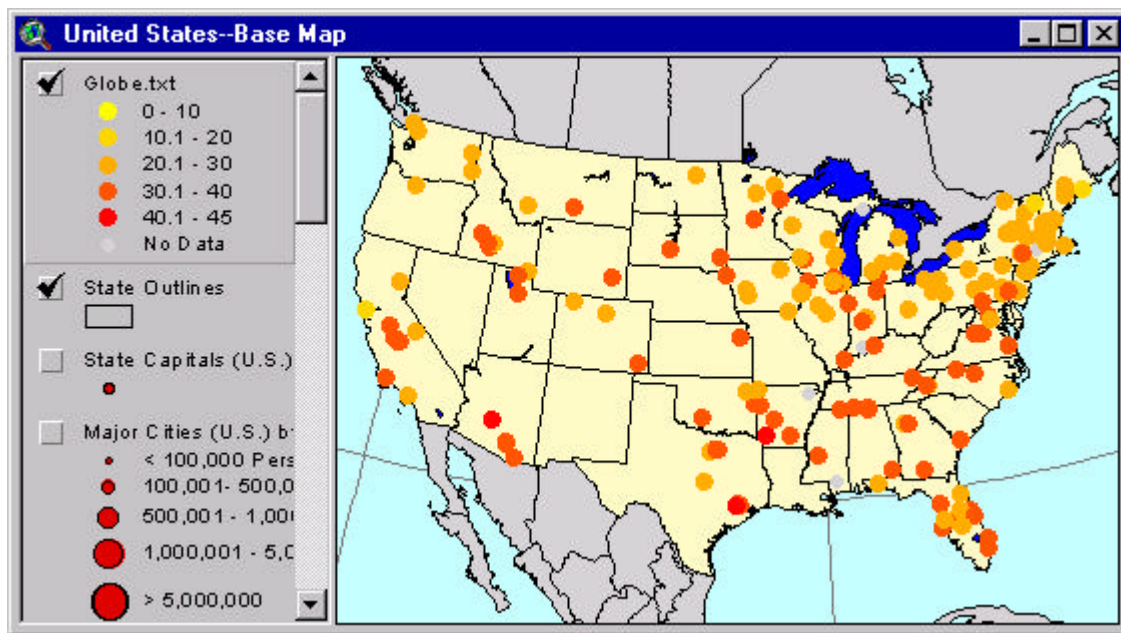 United States--Base Map
Globe.txt
0 - 10
10.1 - 20
20.1 - 30
30.1 - 40
40.1 - 45
No Data
State Outlines
State Capitals (U.S.)
Major Cities (U.S.) b
< 100,000 Pers
100,001- 500,0
500,001 - 1,00
1,000,001 - 5,0
> 5,000,000